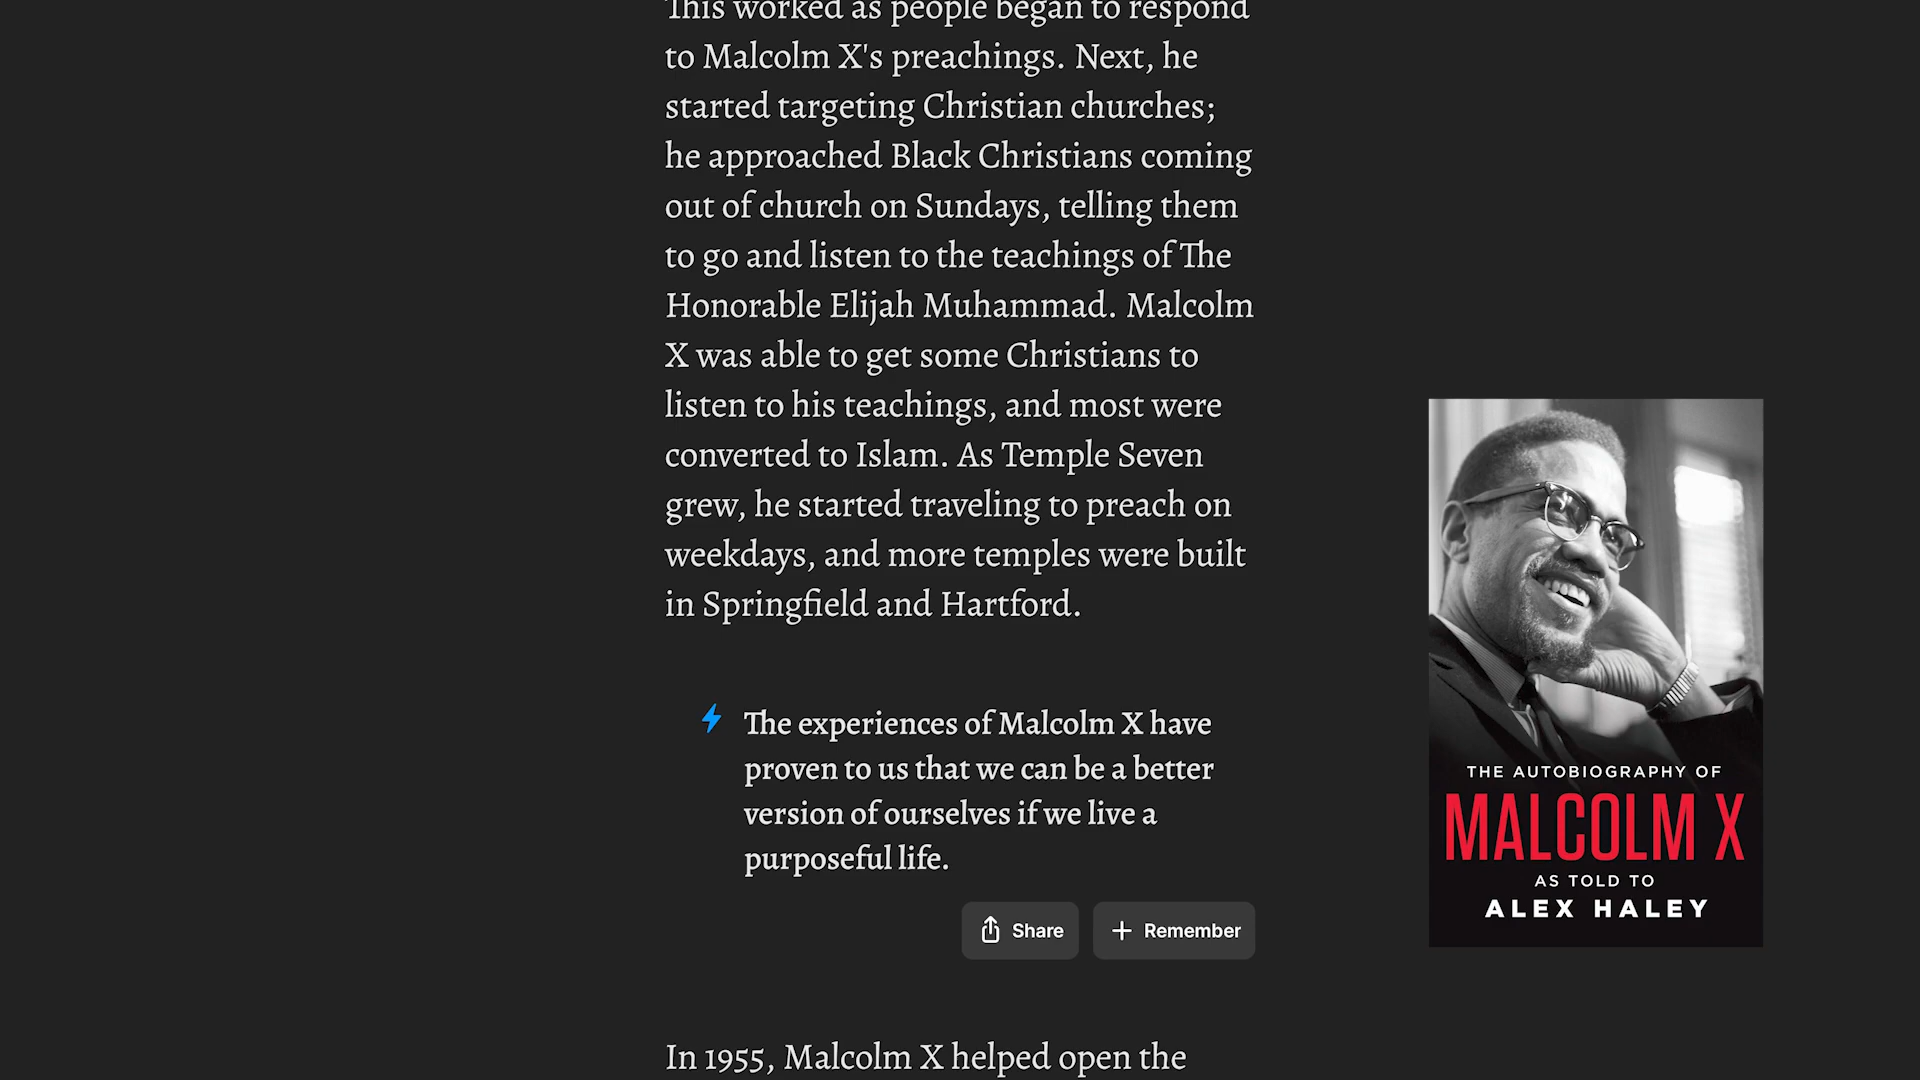 This worked as people began to respond
to Malcolm X's preachings. Next, he
started targeting Christian churches;
he approached Black Christians coming
out of church on Sundays, telling them
to go and listen to the teachings of The
Honorable Elijah Muhammad. Malcolm
X was able to get some Christians to
listen to his teachings, and most were
converted to Islam. As Temple Seven
grew, he started traveling to preach on
weekdays, and more temples were built
in Springfield and Hartford.
The experiences of Malcolm X have
proven to us that we can be a better
version of ourselves if we live a
purposeful life.
Share
Remember
In 1955, Malcolm X helped open the
THE AUTOBIOGRAPHY OF
MALCOLM X
AS TOLD TO
ALEX HALEY